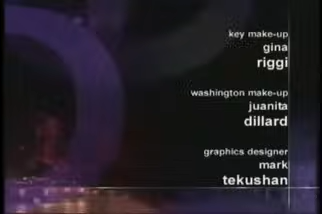 key make-up
gina
riggi
washington make-up
juanita
dillard
graphics designer
mark
tekushan